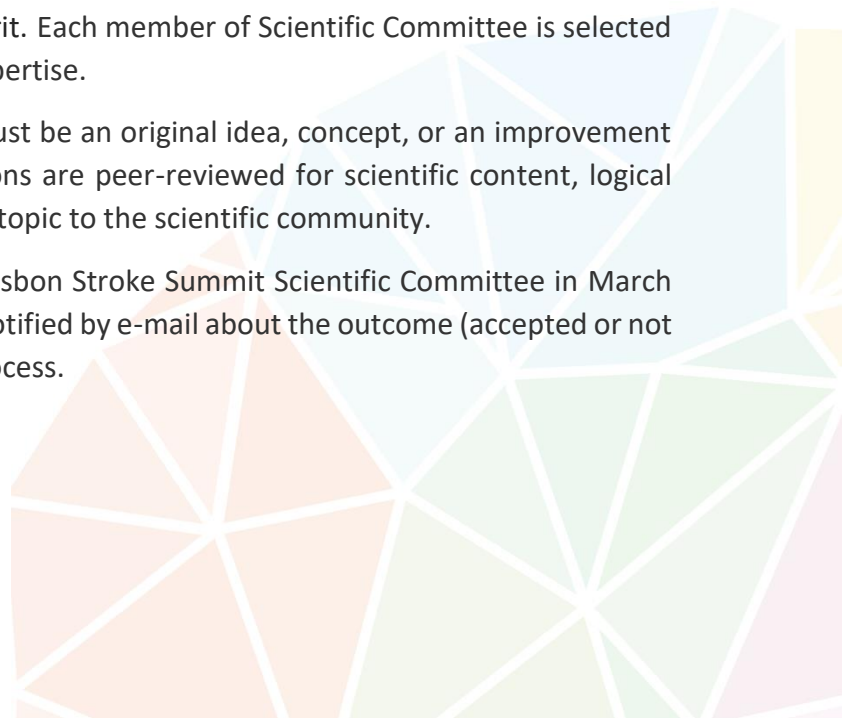 rit. Each member of Scientific Committee is selected
pertise.
ust be an original idea, concept, or an improvement
ons are peer-reviewed for scientific content, logical
topic to the scientific community.
sbon Stroke Summit Scientific Committee in March
otified by e-mail about the outcome (accepted or not
ocess.